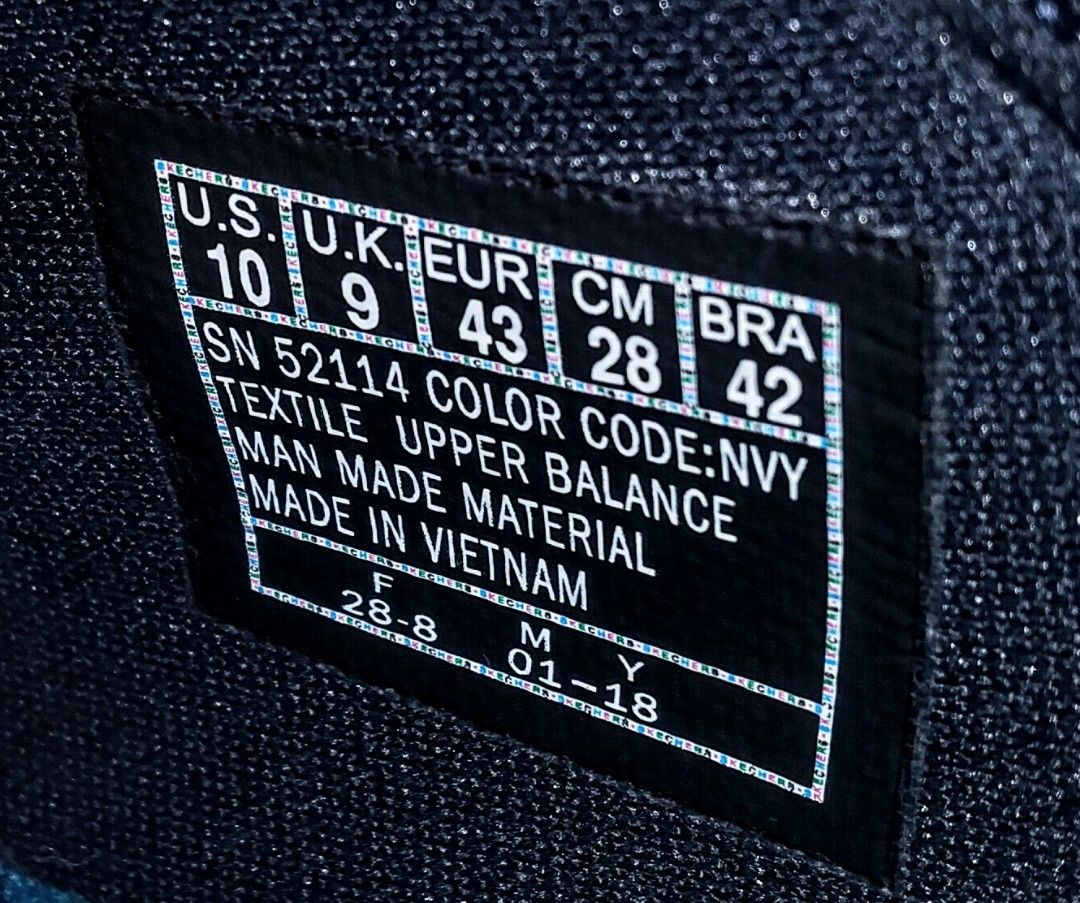 U.S. U.K. EUR CM BRA
10 9 43 28 42
SN 52114 COLOR CODE:NVY
TEXTILE UPPER BALANCE
MAN MADE MATERIAL
MADE IN VIETNAM
F M Y
28-8 01-18
SKECHERS